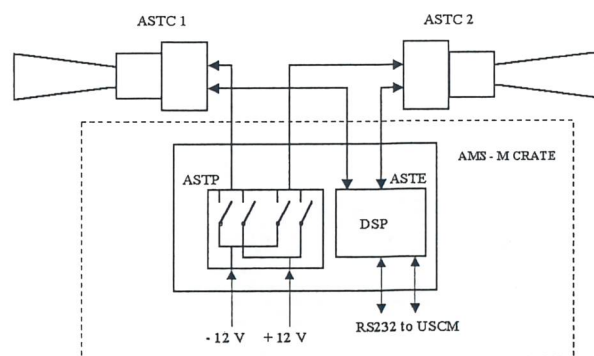 ASTC 1
ASTC 2
AMS - M CRATE
ASTP
ASTE
DSP
- 12 V
+ 12 V
RS232 to USCM